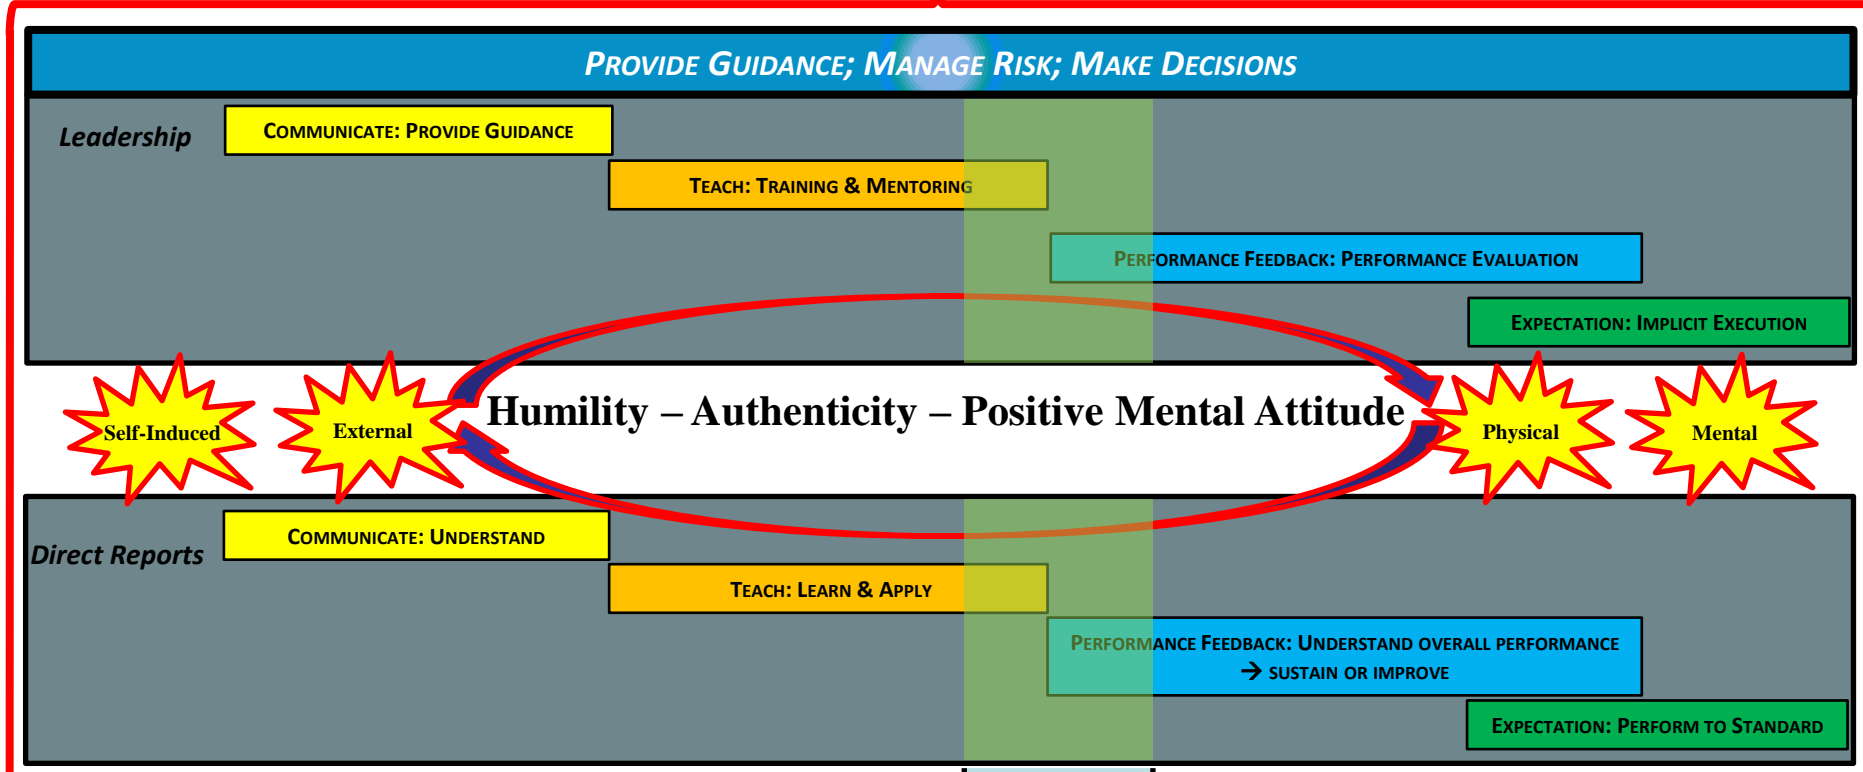 PROVIDE GUIDANCE; MANAGE RISK; MAKE DECISIONS
Leadership
COMMUNICATE: PROVIDE GUIDANCE
TEACH: TRAINING & MENTORING
PERFORMANCE FEEDBACK: PERFORMANCE EVALUATION
EXPECTATION: IMPLICIT EXECUTION
Self-Induced
External
Humility – Authenticity – Positive Mental Attitude
Physical
Mental
Direct Reports
COMMUNICATE: UNDERSTAND
TEACH: LEARN & APPLY
PERFORMANCE FEEDBACK: UNDERSTAND OVERALL PERFORMANCE
→ SUSTAIN OR IMPROVE
EXPECTATION: PERFORM TO STANDARD